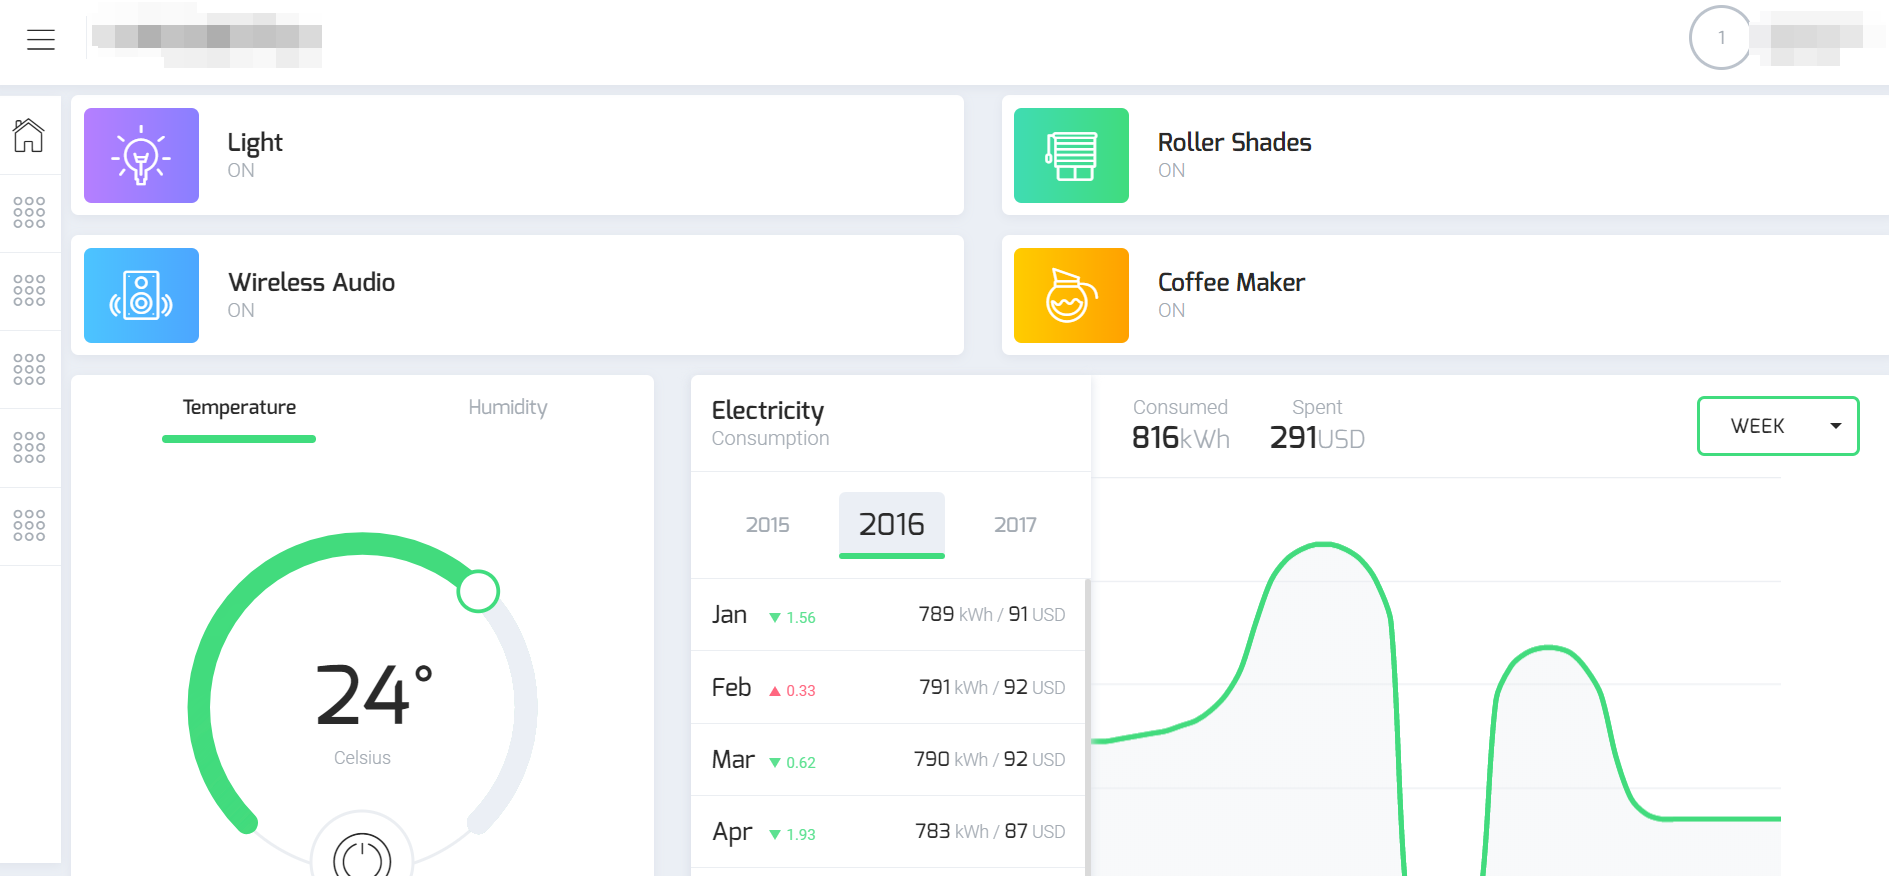 1
Light
ON
Roller Shades
ON
Wireless Audio
ON
Coffee Maker
ON
Temperature
Humidity
24°
Celsius
Electricity
Consumption
2015
2016
2017
Jan ▼ 1.56 789 kWh / 91 USD
Feb ▲ 0.33 791 kWh / 92 USD
Mar ▼ 0.62 790 kWh / 92 USD
Apr ▼ 1.93 783 kWh / 87 USD
Consumed
816kWh
Spent
291USD
WEEK